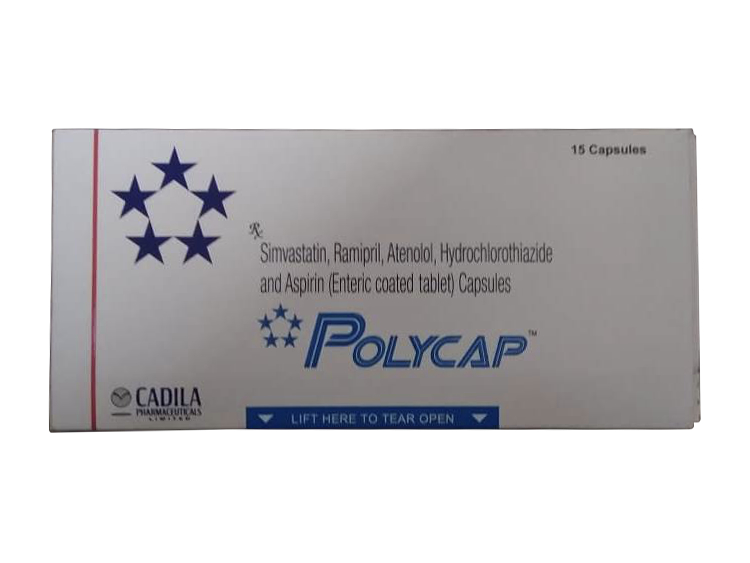 15 Capsules
Rx
Simvastatin, Ramipril, Atenolol, Hydrochlorothiazide
and Aspirin (Enteric coated tablet) Capsules
POLYCAP™
CADILA
PHARMACEUTICALS
LIMITED
LIFT HERE TO TEAR OPEN